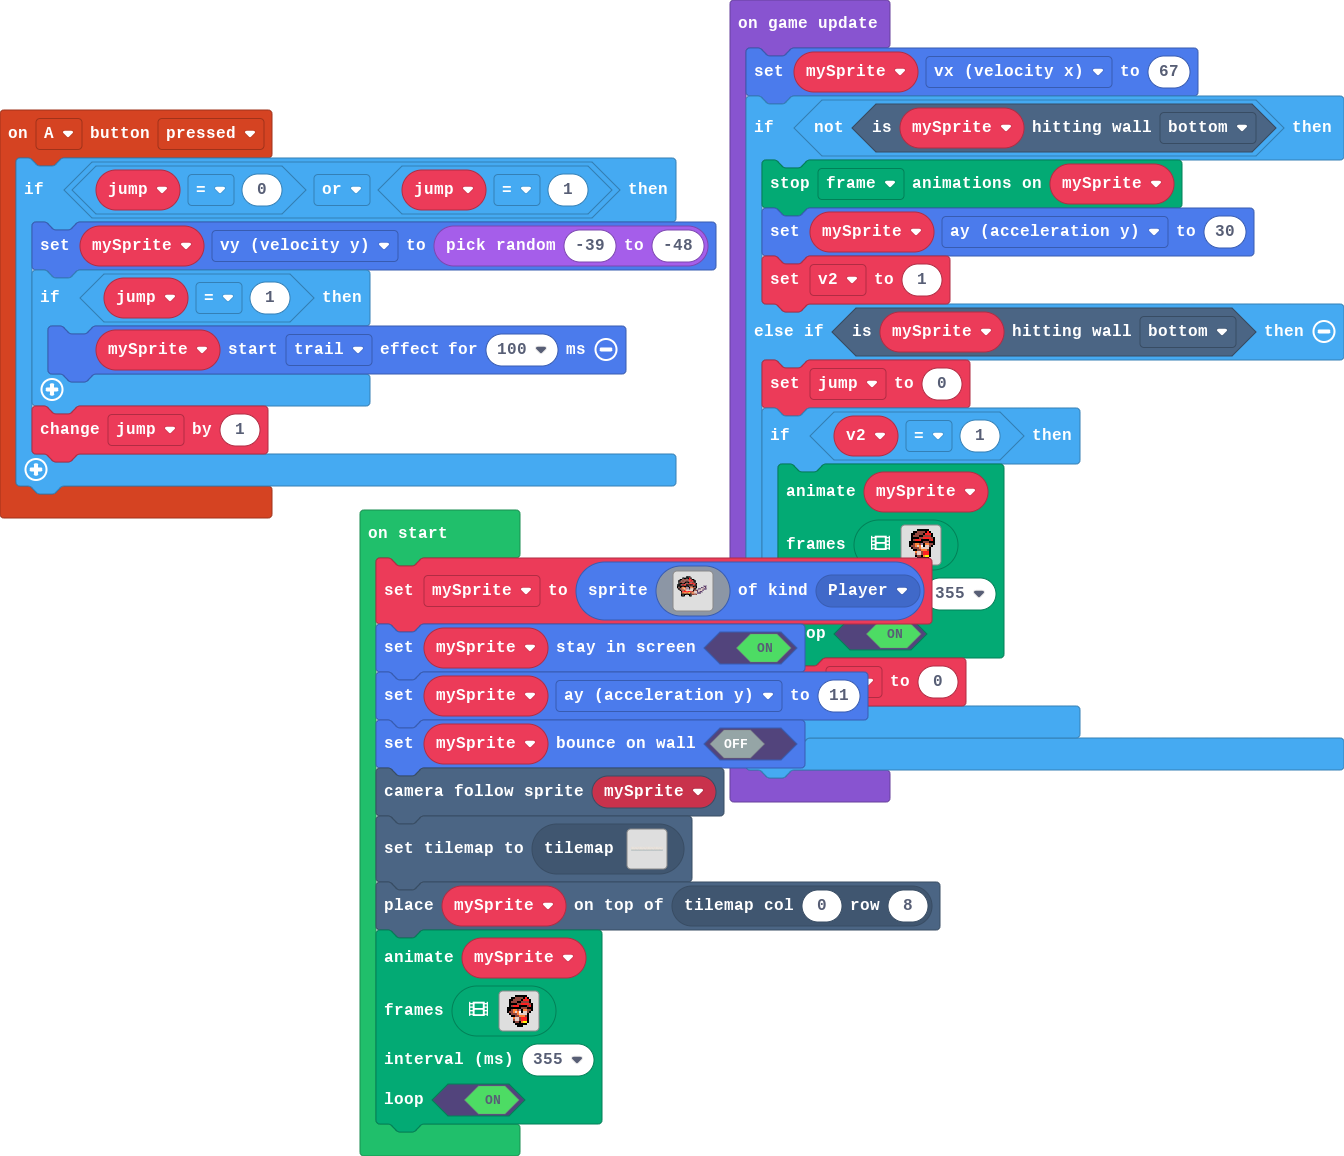 on A button pressed
if jump = 0 or jump = 1 then
set mySprite vy (velocity y) to pick random -39 to -48
if jump = 1 then
mySprite start trail effect for 100 ms
change jump by 1
on game update
set mySprite vx (velocity x) to 67
if not is mySprite hitting wall bottom then
stop frame animations on mySprite
set mySprite ay (acceleration y) to 30
set v2 to 1
else if is mySprite hitting wall bottom then
set jump to 0
if v2 = 1 then
animate mySprite
frames
355
op ON
to 0
on start
set mySprite to sprite of kind Player
set mySprite stay in screen ON
set mySprite ay (acceleration y) to 11
set mySprite bounce on wall OFF
camera follow sprite mySprite
set tilemap to tilemap
place mySprite on top of tilemap col 0 row 8
animate mySprite
frames
interval (ms) 355
loop ON